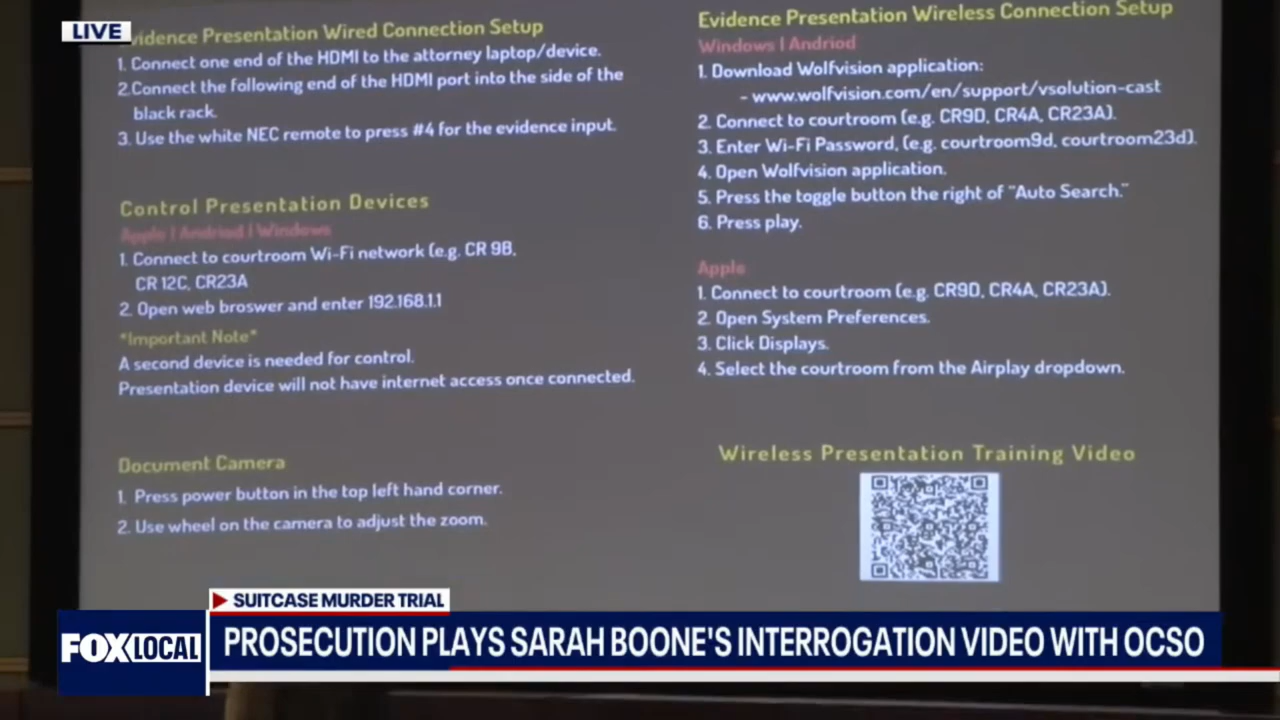 LIVE
vidence Presentation Wired Connection Setup
1. Connect one end of the HDMI to the attorney laptop/device.
2.Connect the following end of the HDMI port into the side of the
black rack.
3. Use the white NEC remote to press #4 for the evidence input.
Control Presentation Devices
Apple | Andriod | Windows
1. Connect to courtroom Wi-Fi network (e.g. CR 9B,
CR 12C, CR23A
2. Open web broswer and enter 192.168.1.1
*Important Note*
A second device is needed for control.
Presentation device will not have internet access once connected.
Document Camera
1. Press power button in the top left hand corner.
2. Use wheel on the camera to adjust the zoom.
Evidence Presentation Wireless Connection Setup
Windows | Andriod
1. Download Wolfvision application:
- www.wolfvision.com/en/support/vsolution-cast
2. Connect to courtroom (e.g. CR9D, CR4A, CR23A).
3. Enter Wi-Fi Password, (e.g. courtroom9d, courtroom23d).
4. Open Wolfvision application.
5. Press the toggle button the right of "Auto Search."
6. Press play.
Apple
1. Connect to courtroom (e.g. CR9D, CR4A, CR23A).
2. Open System Preferences.
3. Click Displays.
4. Select the courtroom from the Airplay dropdown.
Wireless Presentation Training Video
SUITCASE MURDER TRIAL
FOX LOCAL
PROSECUTION PLAYS SARAH BOONE'S INTERROGATION VIDEO WITH OCSO